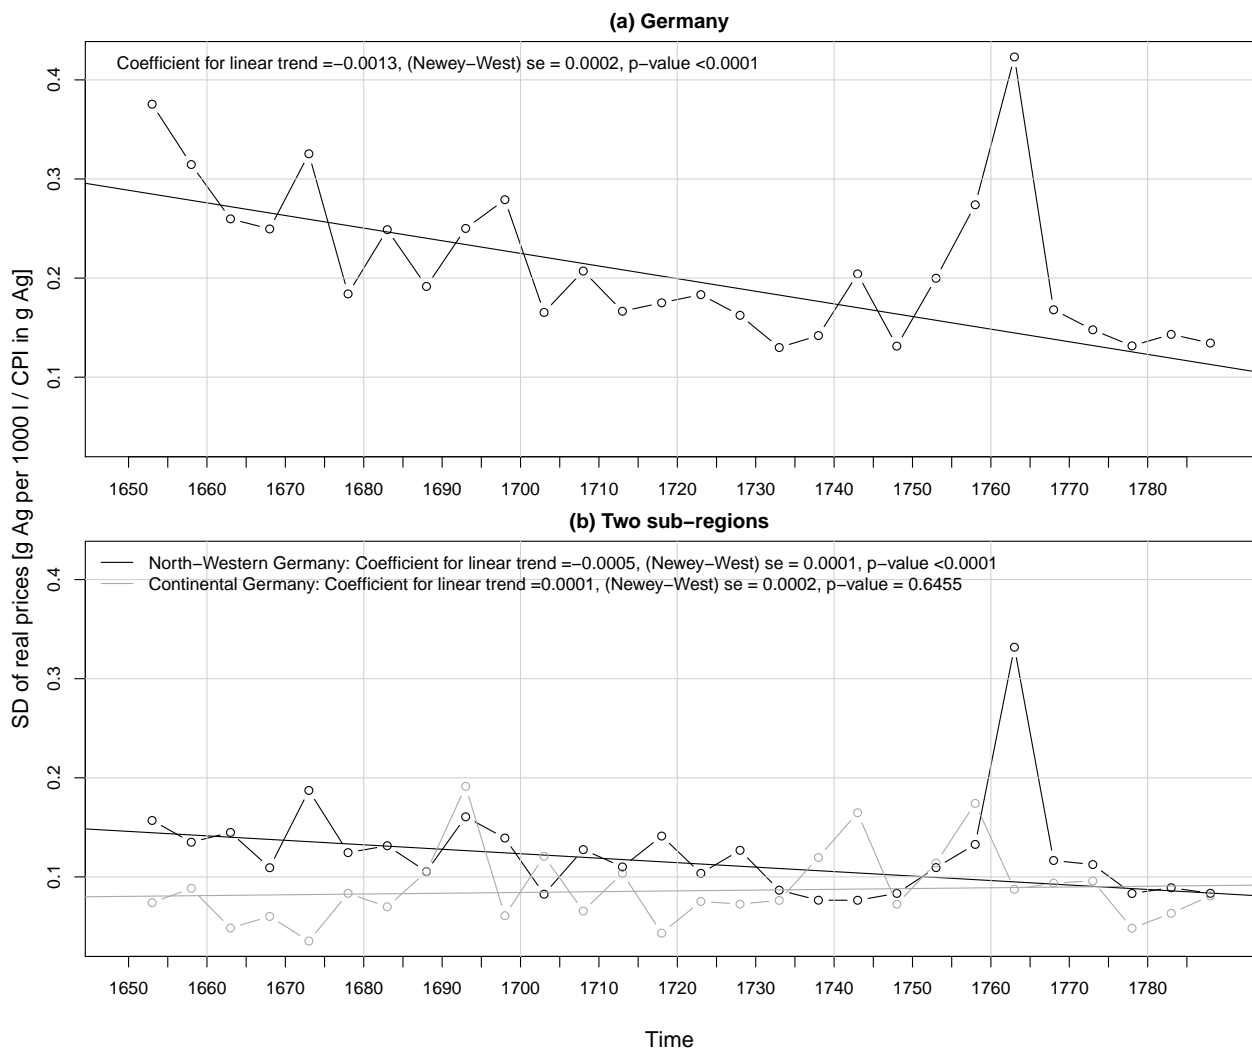 (a) Germany
Coefficient for linear trend =−0.0013, (Newey−West) se = 0.0002, p−value <0.0001
0.4
0.3
0.2
0.1
1650 1660 1670 1680 1690 1700 1710 1720 1730 1740 1750 1760 1770 1780
SD of real prices [g Ag per 1000 l / CPI in g Ag]
(b) Two sub−regions
North−Western Germany: Coefficient for linear trend =−0.0005, (Newey−West) se = 0.0001, p−value <0.0001
Continental Germany: Coefficient for linear trend =0.0001, (Newey−West) se = 0.0002, p−value = 0.6455
0.4
0.3
0.2
0.1
1650 1660 1670 1680 1690 1700 1710 1720 1730 1740 1750 1760 1770 1780
Time